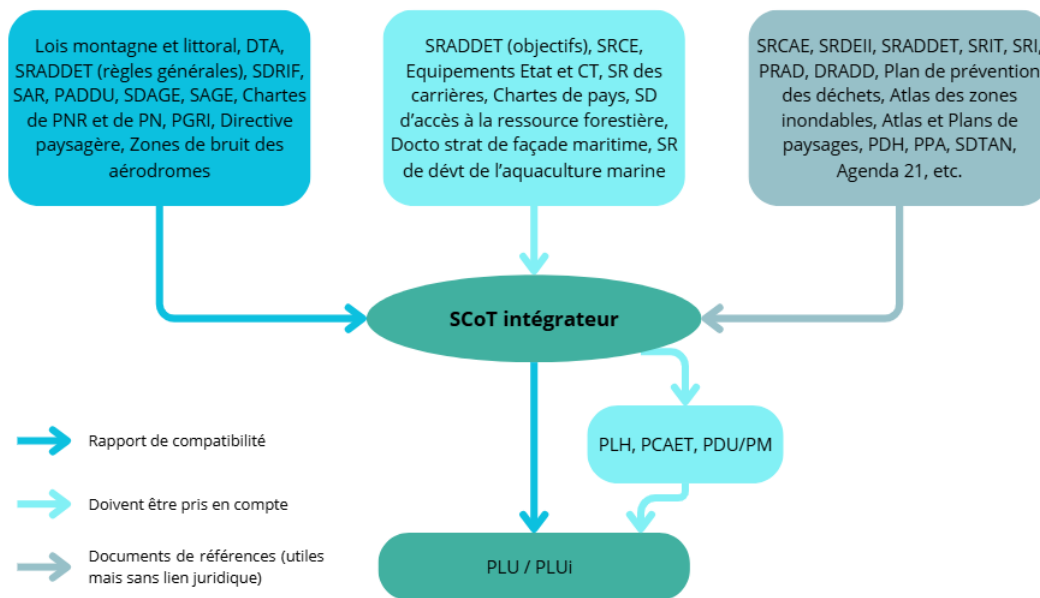 Lois montagne et littoral, DTA,
SRADDET (règles générales), SDRIF,
SAR, PADDU, SDAGE, SAGE, Chartes
de PNR et de PN, PGRI, Directive
paysagère, Zones de bruit des
aérodromes
SRADDET (objectifs), SRCE,
Equipements Etat et CT, SR des
carrières, Chartes de pays, SD
d'accès à la ressource forestière,
Docto strat de façade maritime, SR
de dévt de l'aquaculture marine
SRCAE, SRDEII, SRADDET, SRIT, SRI,
PRAD, DRADD, Plan de prévention
des déchets, Atlas des zones
inondables, Atlas et Plans de
paysages, PDH, PPA, SDTAN,
Agenda 21, etc.
SCoT intégrateur
PLH, PCAET, PDU/PM
PLU / PLUi
Rapport de compatibilité
Doivent être pris en compte
Documents de références (utiles
mais sans lien juridique)